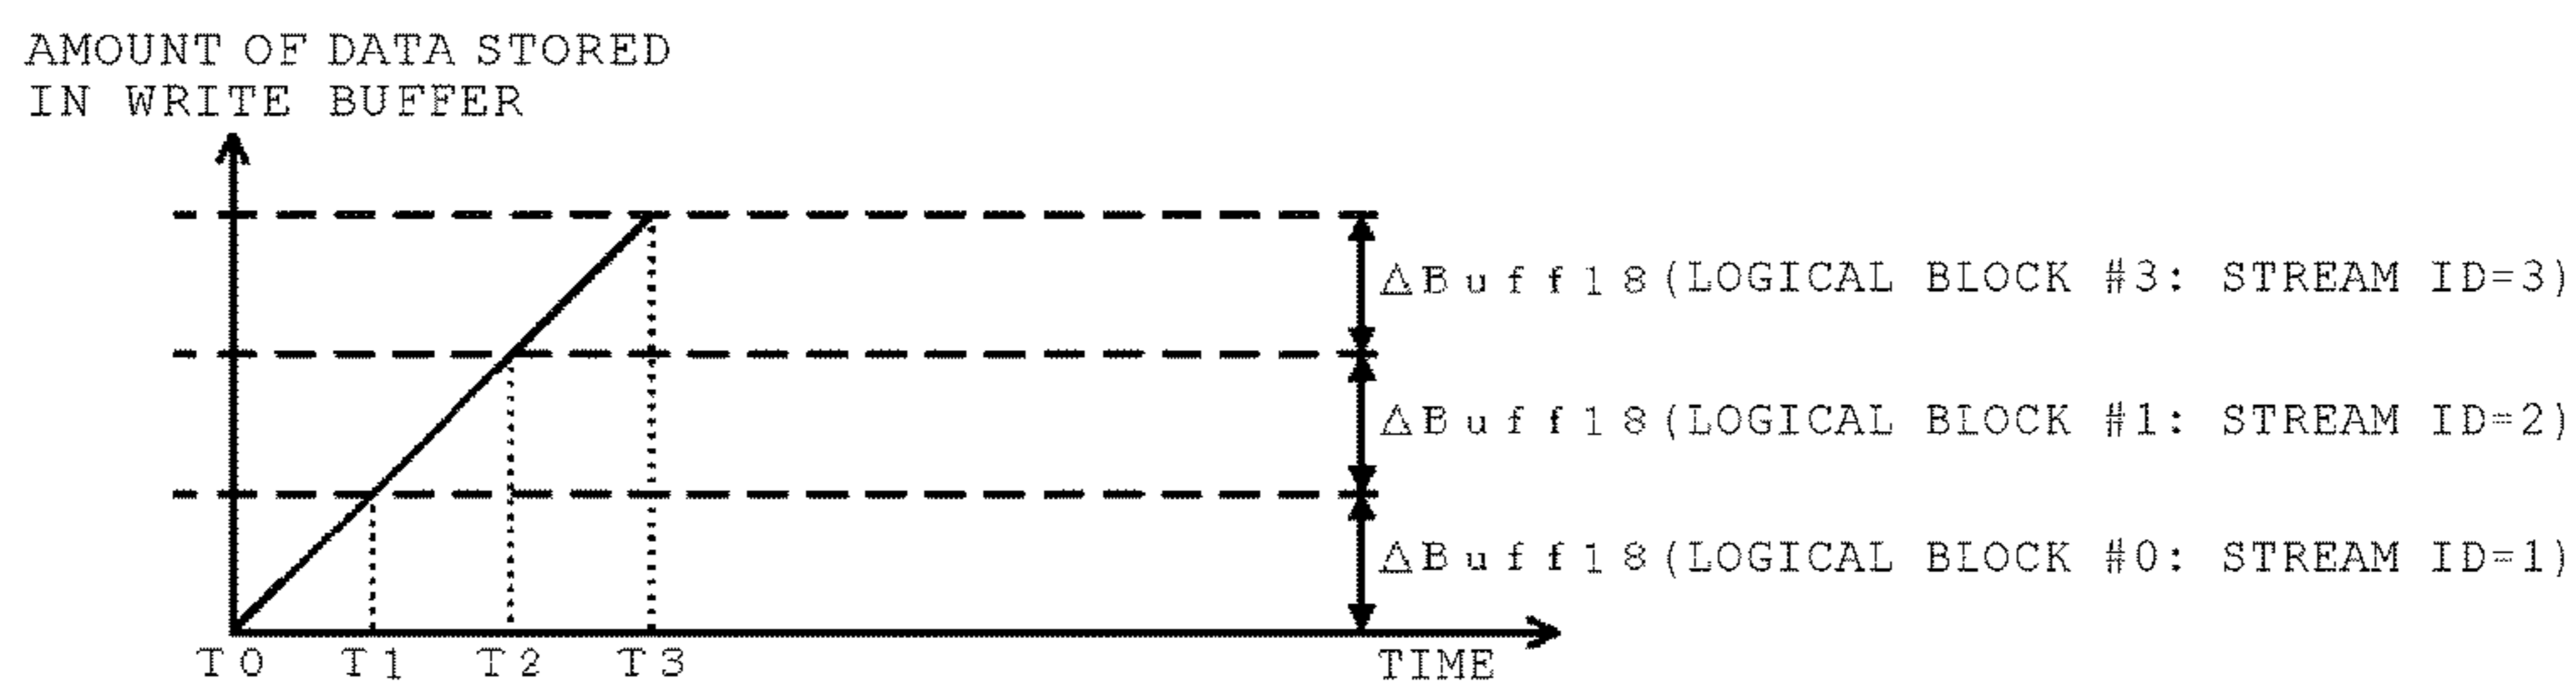 AMOUNT OF DATA STORED
IN WRITE BUFFER
ΔBuff18(LOGICAL BLOCK #3: STREAM ID=3)
ΔBuff18(LOGICAL BLOCK #1: STREAM ID=2)
ΔBuff18(LOGICAL BLOCK #0: STREAM ID=1)
T0 T1 T2 T3 TIME